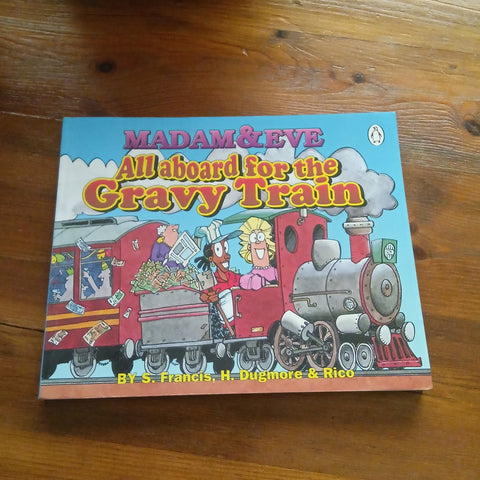 MADAM & EVE
All aboard for the
Gravy Train
BY S. Francis, H. Dugmore & Rico